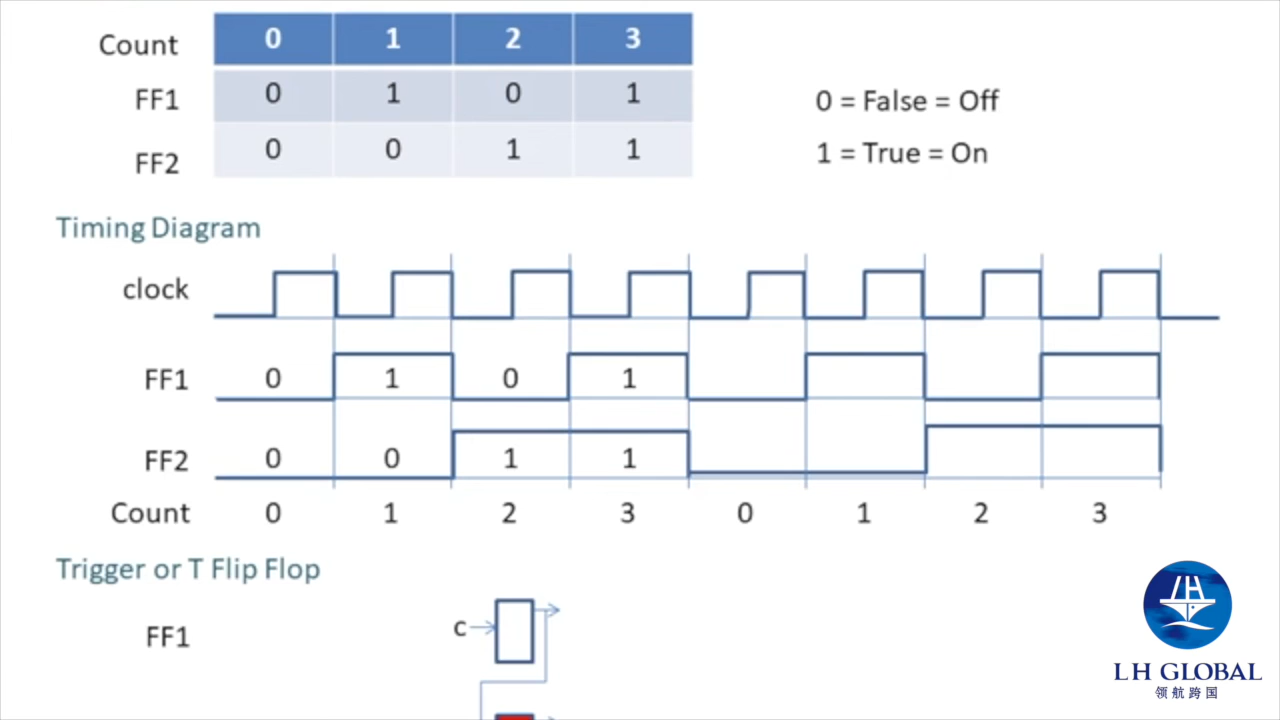 Count 0 1 2 3
FF1 0 1 0 1
FF2 0 0 1 1
0 = False = Off
1 = True = On
Timing Diagram
clock
FF1 0 1 0 1
FF2 0 0 1 1
Count 0 1 2 3 0 1 2 3
Trigger or T Flip Flop
FF1
C
LH GLOBAL
领航跨国